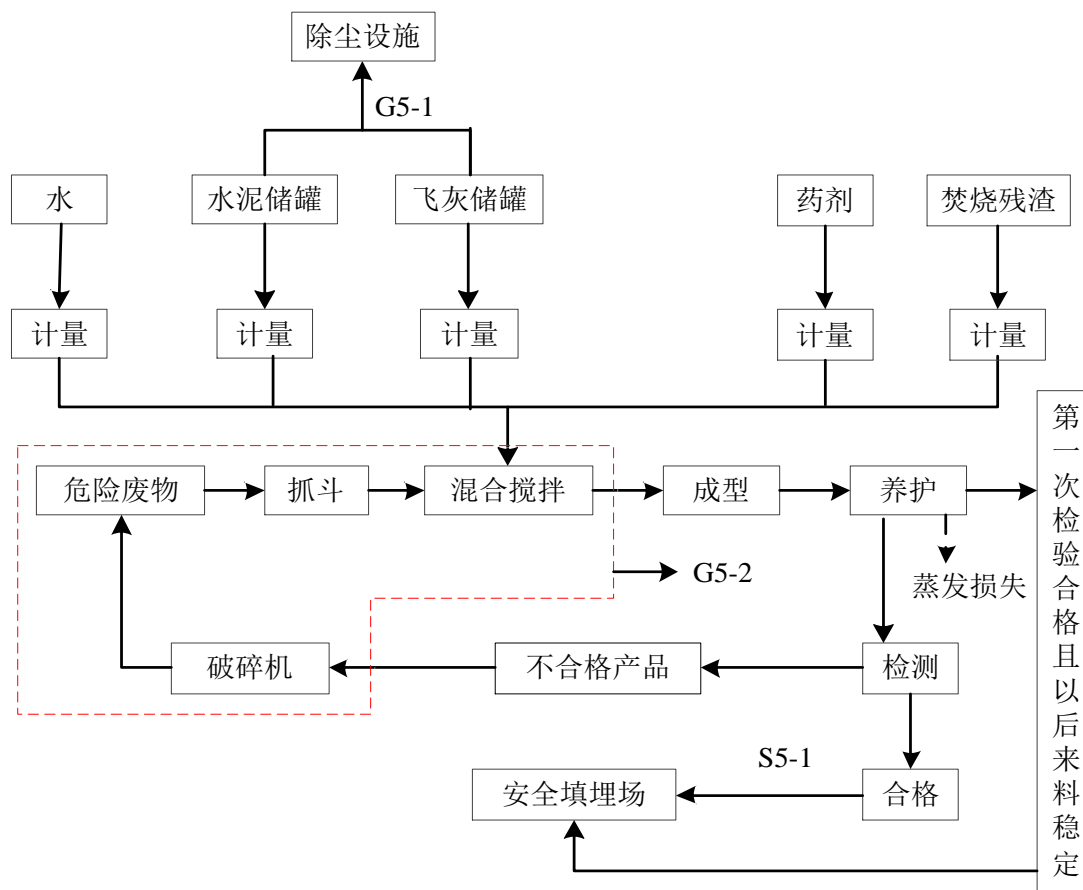 除尘设施
G5-1
水
水泥储罐
飞灰储罐
药剂
焚烧残渣
计量
计量
计量
计量
计量
危险废物
抓斗
混合搅拌
成型
养护
第一次检验合格且以后来料稳定
G5-2
蒸发损失
破碎机
不合格产品
检测
S5-1
安全填埋场
合格